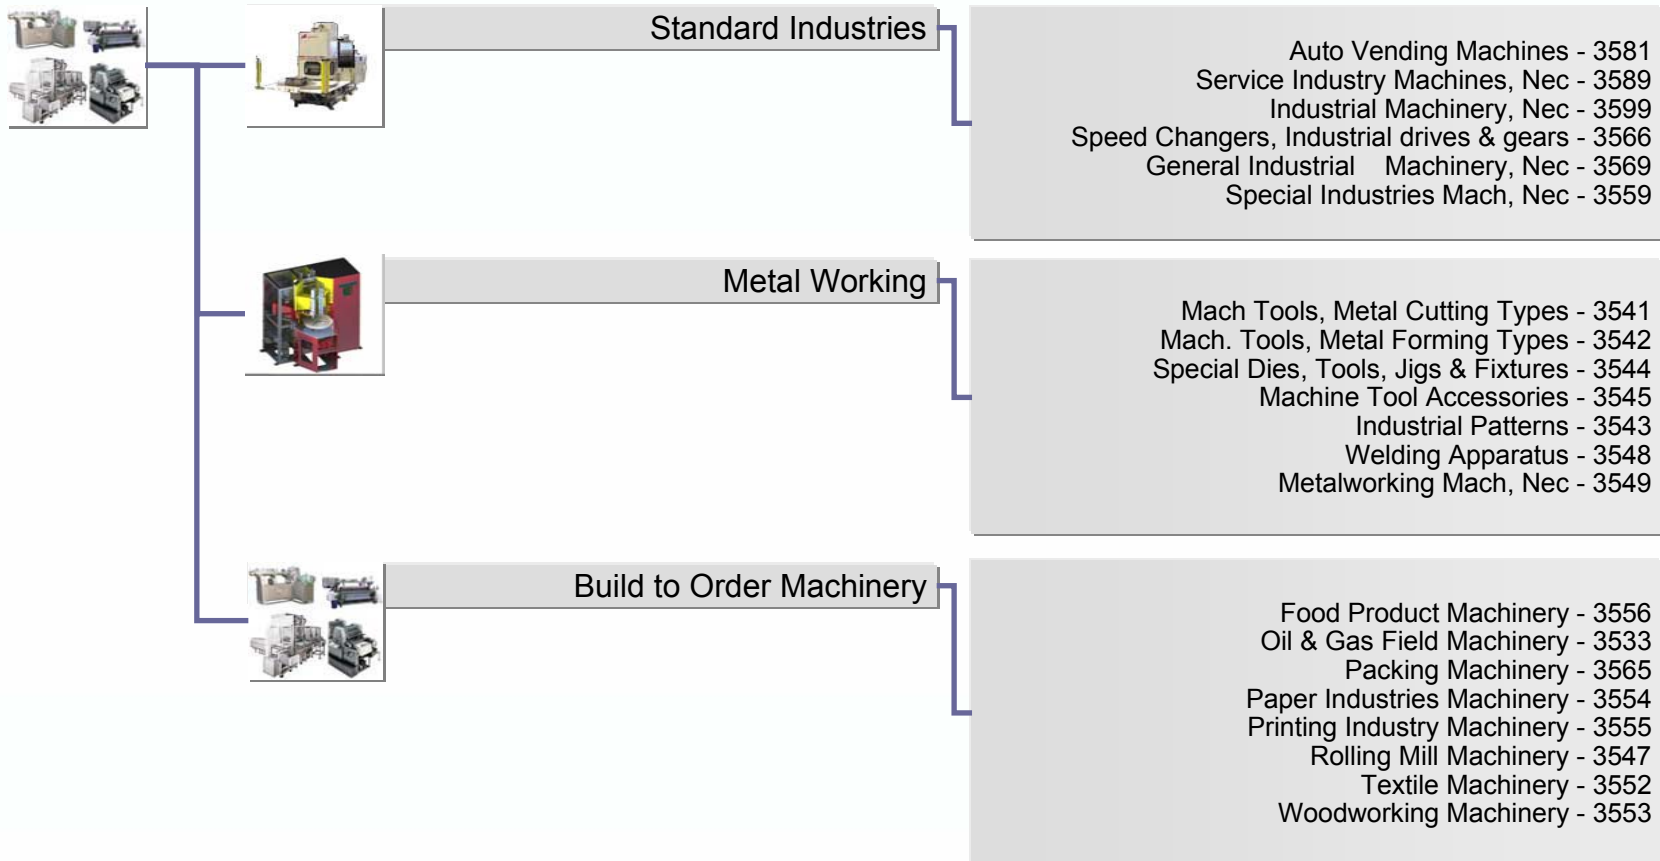 Standard Industries
Auto Vending Machines - 3581
Service Industry Machines, Nec - 3589
Industrial Machinery, Nec - 3599
Speed Changers, Industrial drives & gears - 3566
General Industrial    Machinery, Nec - 3569
Special Industries Mach, Nec - 3559
Metal Working
Mach Tools, Metal Cutting Types - 3541
Mach. Tools, Metal Forming Types - 3542
Special Dies, Tools, Jigs & Fixtures - 3544
Machine Tool Accessories - 3545
Industrial Patterns - 3543
Welding Apparatus - 3548
Metalworking Mach, Nec - 3549
Build to Order Machinery
Food Product Machinery - 3556
Oil & Gas Field Machinery - 3533
Packing Machinery - 3565
Paper Industries Machinery - 3554
Printing Industry Machinery - 3555
Rolling Mill Machinery - 3547
Textile Machinery - 3552
Woodworking Machinery - 3553